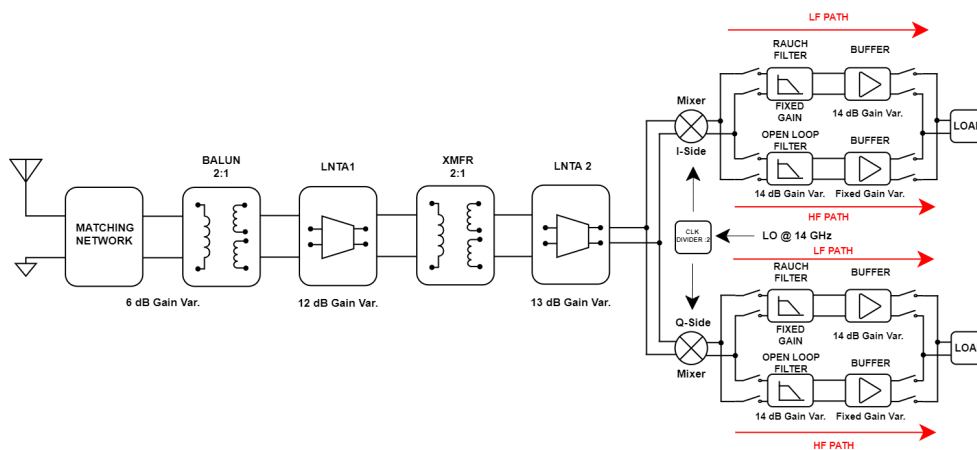 LF PATH
RAUCH
FILTER
BUFFER
FIXED
GAIN
14 dB Gain Var.
Mixer
I-Side
OPEN LOOP
FILTER
BUFFER
LOAD
14 dB Gain Var.
Fixed Gain Var.
HF PATH
BALUN
2:1
LNTA1
XMFR
2:1
LNTA 2
MATCHING
NETWORK
6 dB Gain Var.
12 dB Gain Var.
13 dB Gain Var.
CLK
DIVIDER :2
LO @ 14 GHz
LF PATH
RAUCH
FILTER
BUFFER
FIXED
GAIN
14 dB Gain Var.
Q-Side
Mixer
OPEN LOOP
FILTER
BUFFER
LOAD
14 dB Gain Var.
Fixed Gain Var.
HF PATH